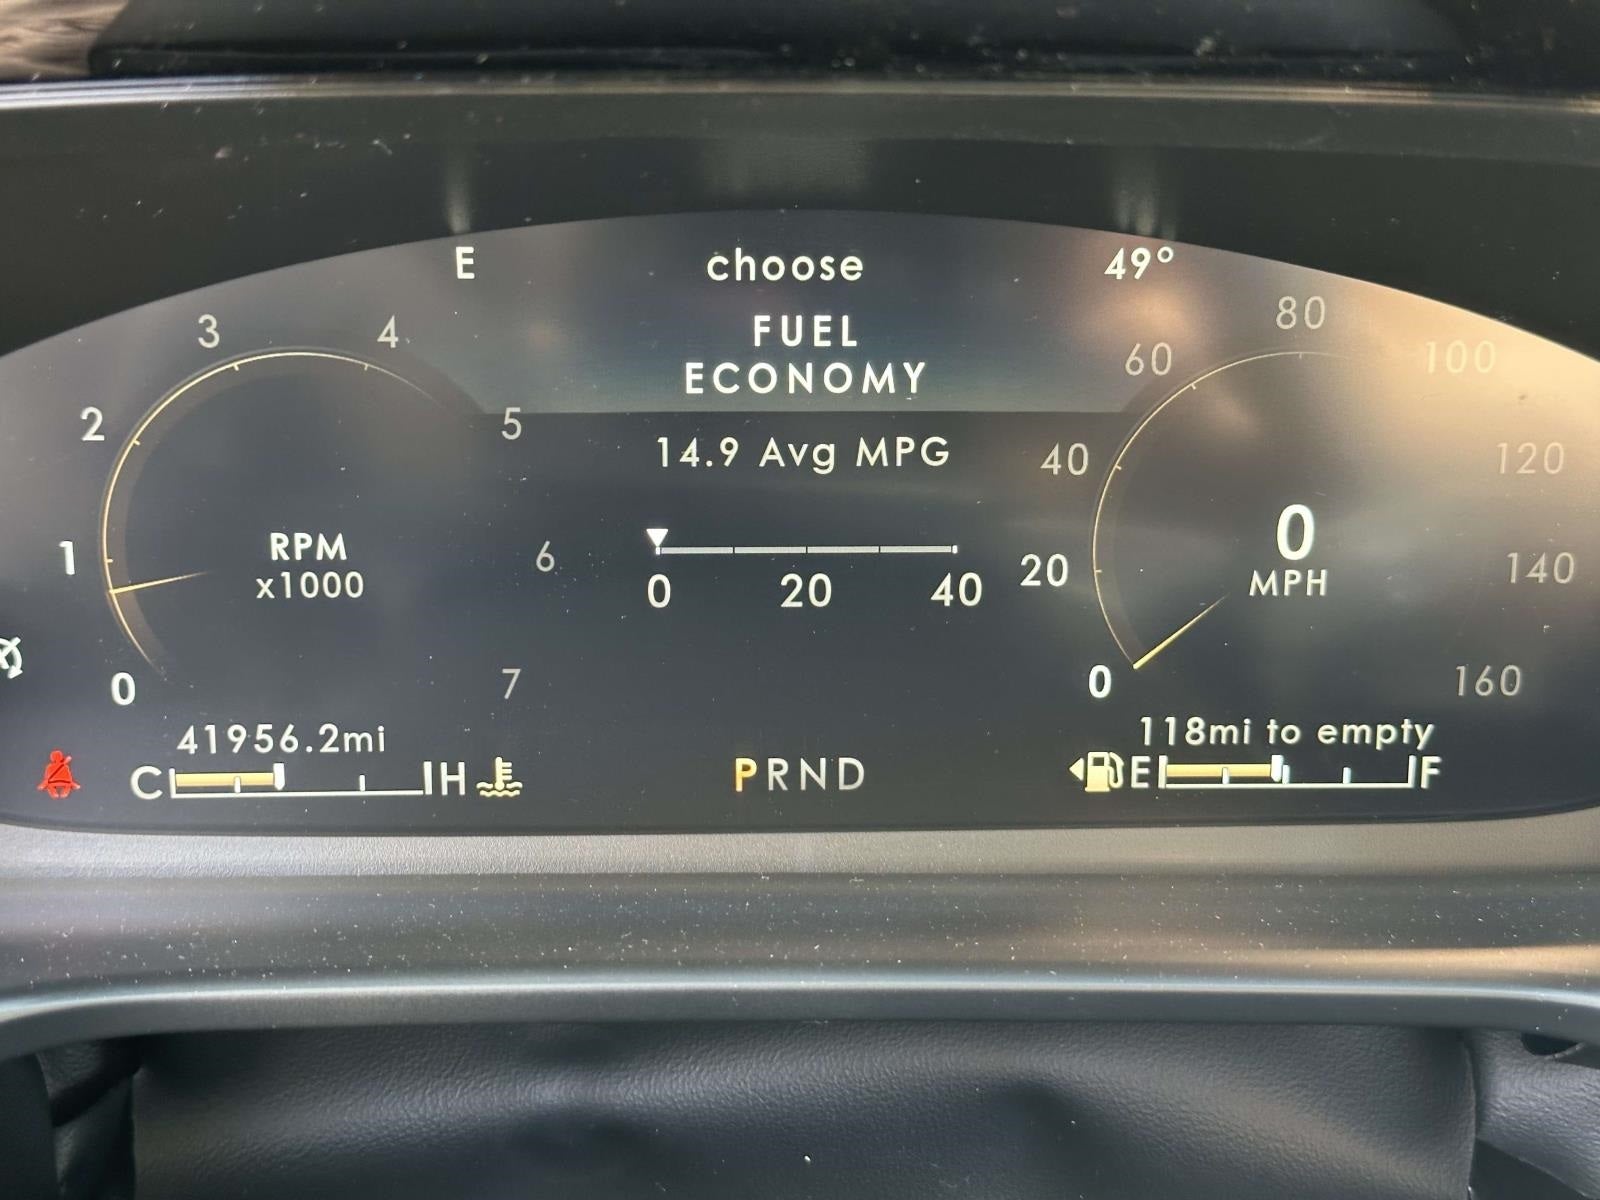 E choose 49°
FUEL
ECONOMY
14.9 Avg MPG
0 20 40
0 1 2 3 4 5 6 7
RPM
x1000
0 20 40 60 80 100 120 140 160
0
MPH
41956.2mi
C H
PRND
118mi to empty
E F